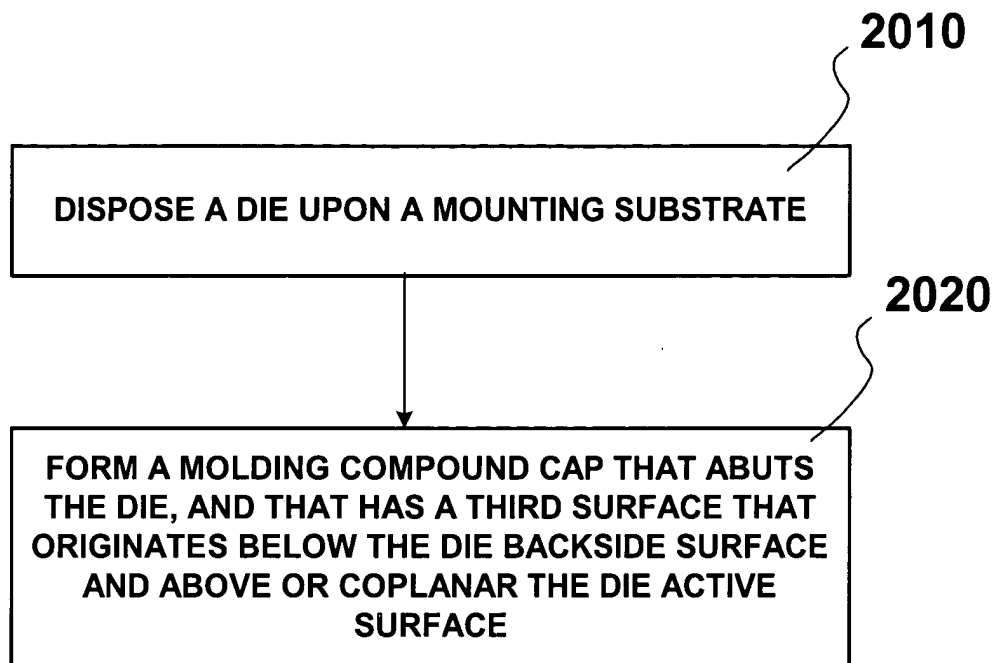 2010
DISPOSE A DIE UPON A MOUNTING SUBSTRATE
2020
FORM A MOLDING COMPOUND CAP THAT ABUTS
THE DIE, AND THAT HAS A THIRD SURFACE THAT
ORIGINATES BELOW THE DIE BACKSIDE SURFACE
AND ABOVE OR COPLANAR THE DIE ACTIVE
SURFACE